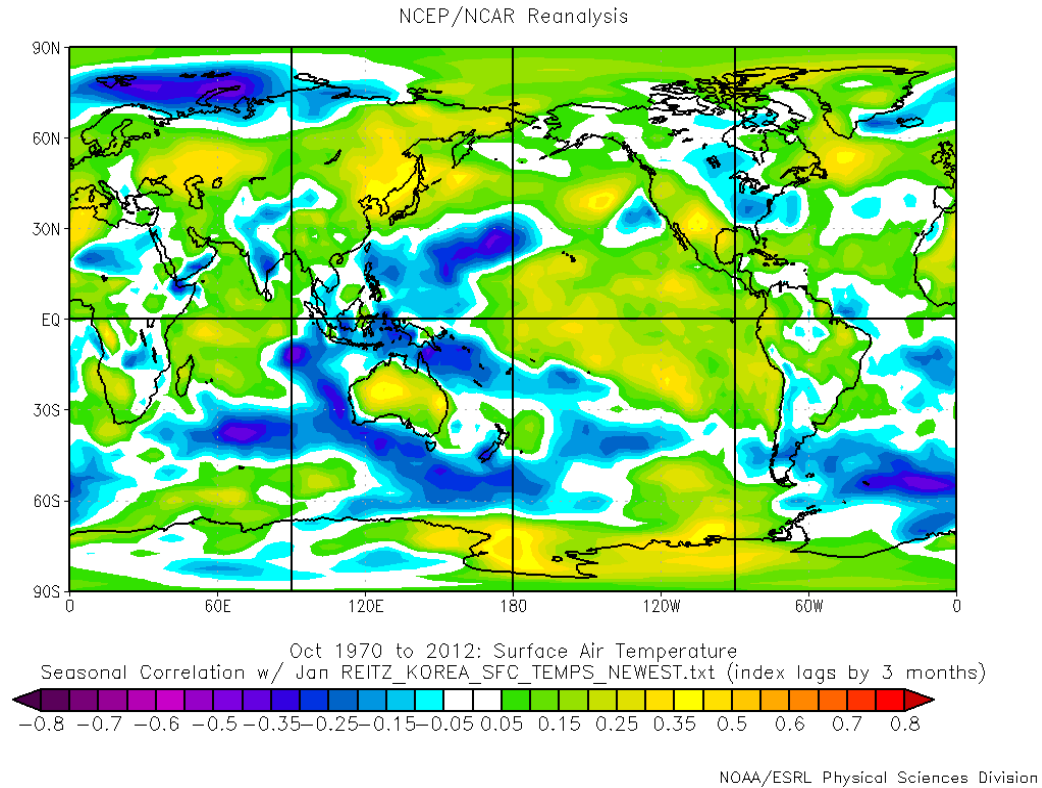 NCEP/NCAR Reanalysis
90N
60N
30N
EQ
30S
60S
90S
0 60E 120E 180 120W 60W 0
Oct 1970 to 2012: Surface Air Temperature
Seasonal Correlation w/ Jan REITZ_KOREA_SFC_TEMPS_NEWEST.txt (index lags by 3 months)
-0.8 -0.7 -0.6 -0.5 -0.35 -0.25 -0.15 -0.05 0.05 0.15 0.25 0.35 0.5 0.6 0.7 0.8
NOAA/ESRL Physical Sciences Division